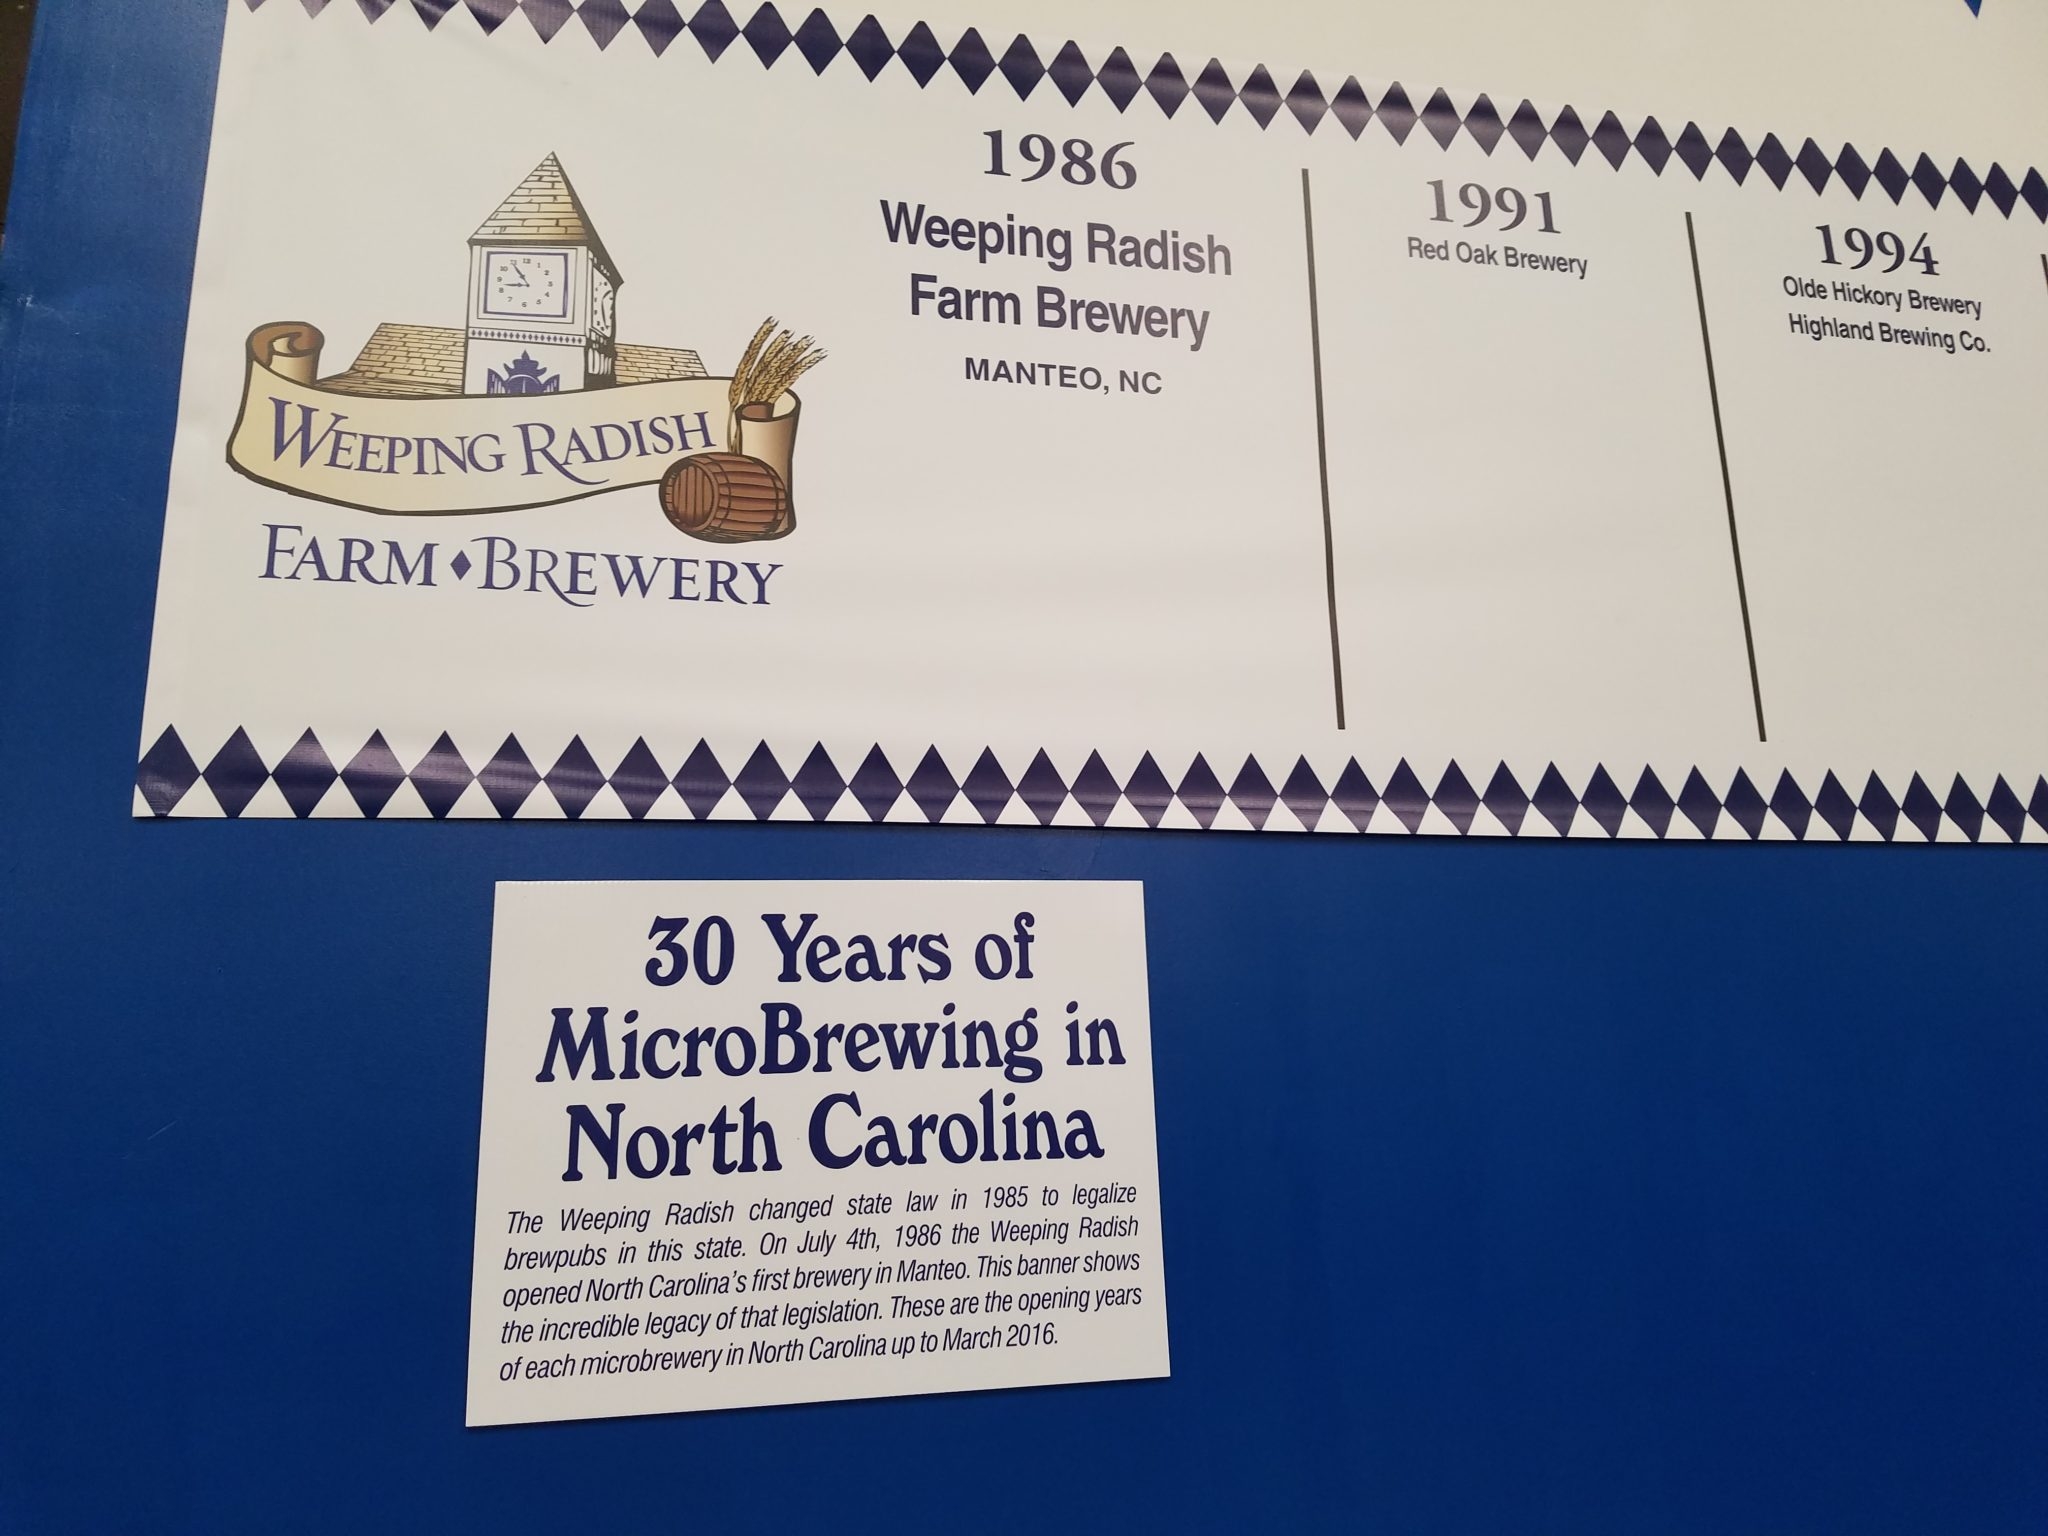 WEEPING RADISH
FARM ♦ BREWERY
1986
Weeping Radish
Farm Brewery
MANTEO, NC
1991
Red Oak Brewery
1994
Olde Hickory Brewery
Highland Brewing Co.
30 Years of
MicroBrewing in
North Carolina
The Weeping Radish changed state law in 1985 to legalize
brewpubs in this state. On July 4th, 1986 the Weeping Radish
opened North Carolina's first brewery in Manteo. This banner shows
the incredible legacy of that legislation. These are the opening years
of each microbrewery in North Carolina up to March 2016.